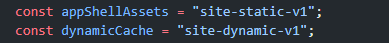 const appShellAssets = "site-static-v1";
const dynamicCache = "site-dynamic-v1";